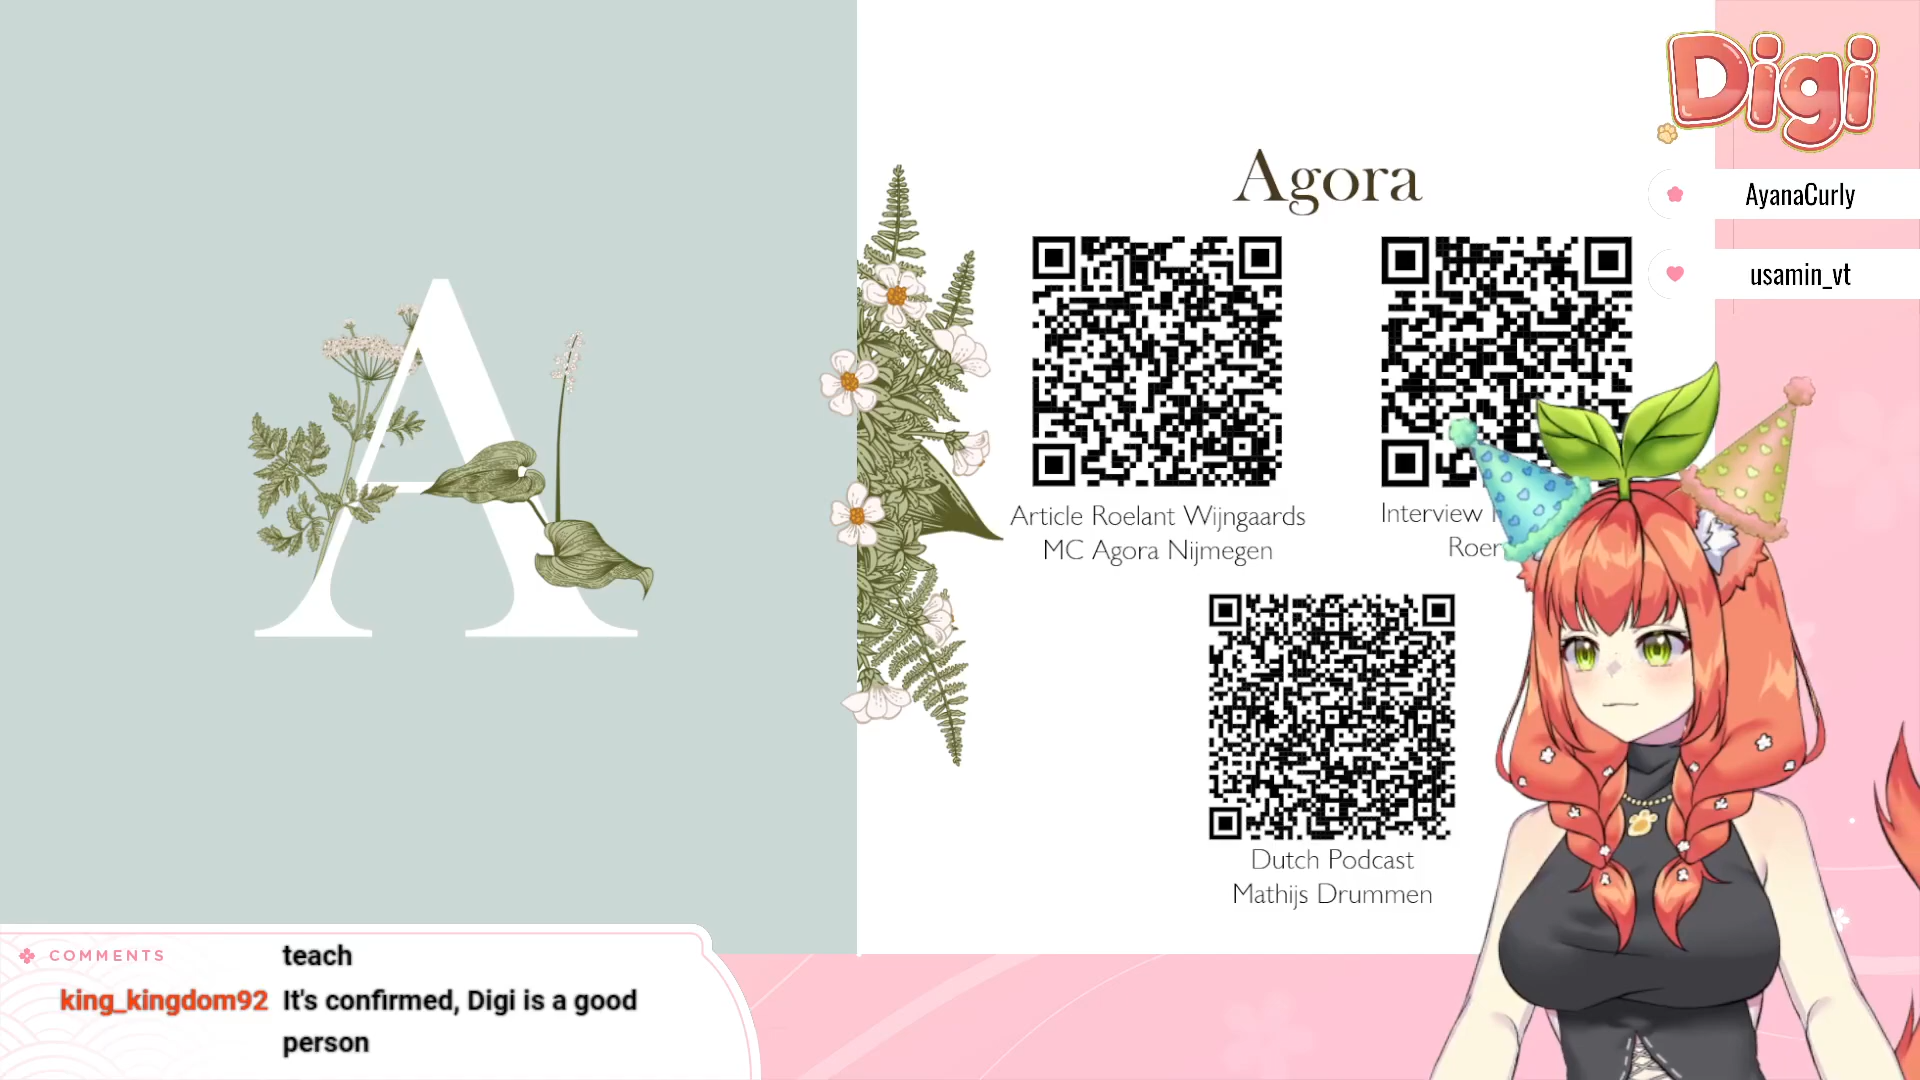 Digi
AyanaCurly
usamin_vt
A
Agora
Article Roelant Wijngaards
MC Agora Nijmegen
Interview
Dutch Podcast
Mathijs Drummen
COMMENTS
teach
king_kingdom92 It's confirmed, Digi is a good
person